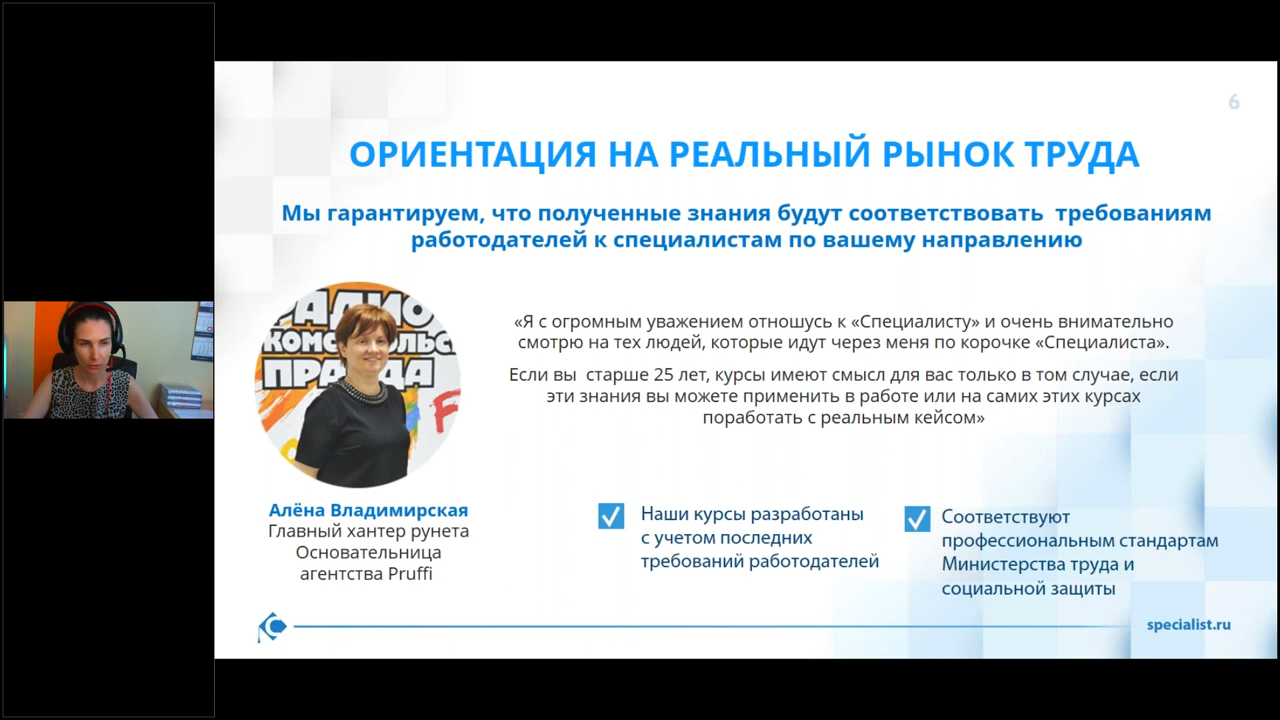 6
ОРИЕНТАЦИЯ НА РЕАЛЬНЫЙ РЫНОК ТРУДА
Мы гарантируем, что полученные знания будут соответствовать требованиям
работодателей к специалистам по вашему направлению
РАДИО
КОМСОМОЛЬС
ПРАВДА
«Я с огромным уважением отношусь к «Специалисту» и очень внимательно
смотрю на тех людей, которые идут через меня по корочке «Специалиста».
Если вы старше 25 лет, курсы имеют смысл для вас только в том случае, если
эти знания вы можете применить в работе или на самих этих курсах
поработать с реальным кейсом»
Алёна Владимирская
Главный хантер рунета
Основательница
агентства Pruffi
Наши курсы разработаны
с учетом последних
требований работодателей
Соответствуют
профессиональным стандартам
Министерства труда и
социальной защиты
specialist.ru